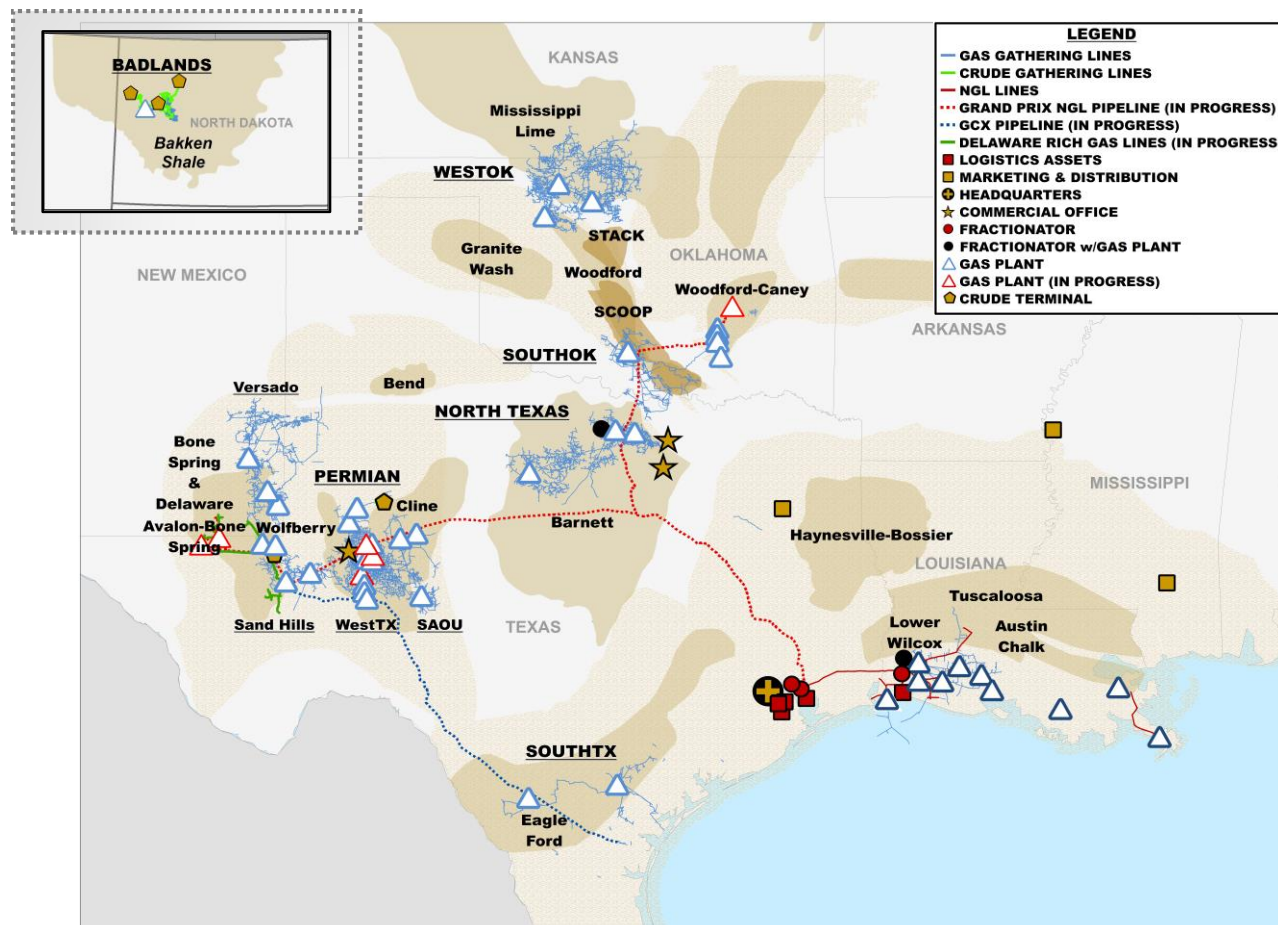 BADLANDS
NORTH DAKOTA
Bakken
Shale
KANSAS
Mississippi
Lime
WESTOK
STACK
Granite
Wash
Woodford
OKLAHOMA
NEW MEXICO
Woodford-Caney
SCOOP
ARKANSAS
SOUTHOK
Versado
Bend
NORTH TEXAS
Bone
Spring
&
Delaware
PERMIAN
Cline
Avalon-Bone
Spring
Wolfberry
Barnett
MISSISSIPPI
Haynesville-Bossier
LOUISIANA
Tuscaloosa
Sand Hills
WestTX
SAOU
TEXAS
Lower
Wilcox
Austin
Chalk
SOUTHTX
Eagle
Ford
LEGEND
GAS GATHERING LINES
CRUDE GATHERING LINES
NGL LINES
GRAND PRIX NGL PIPELINE (IN PROGRESS)
GCX PIPELINE (IN PROGRESS)
DELAWARE RICH GAS LINES (IN PROGRESS
LOGISTICS ASSETS
MARKETING & DISTRIBUTION
HEADQUARTERS
COMMERCIAL OFFICE
FRACTIONATOR
FRACTIONATOR w/GAS PLANT
GAS PLANT
GAS PLANT (IN PROGRESS)
CRUDE TERMINAL